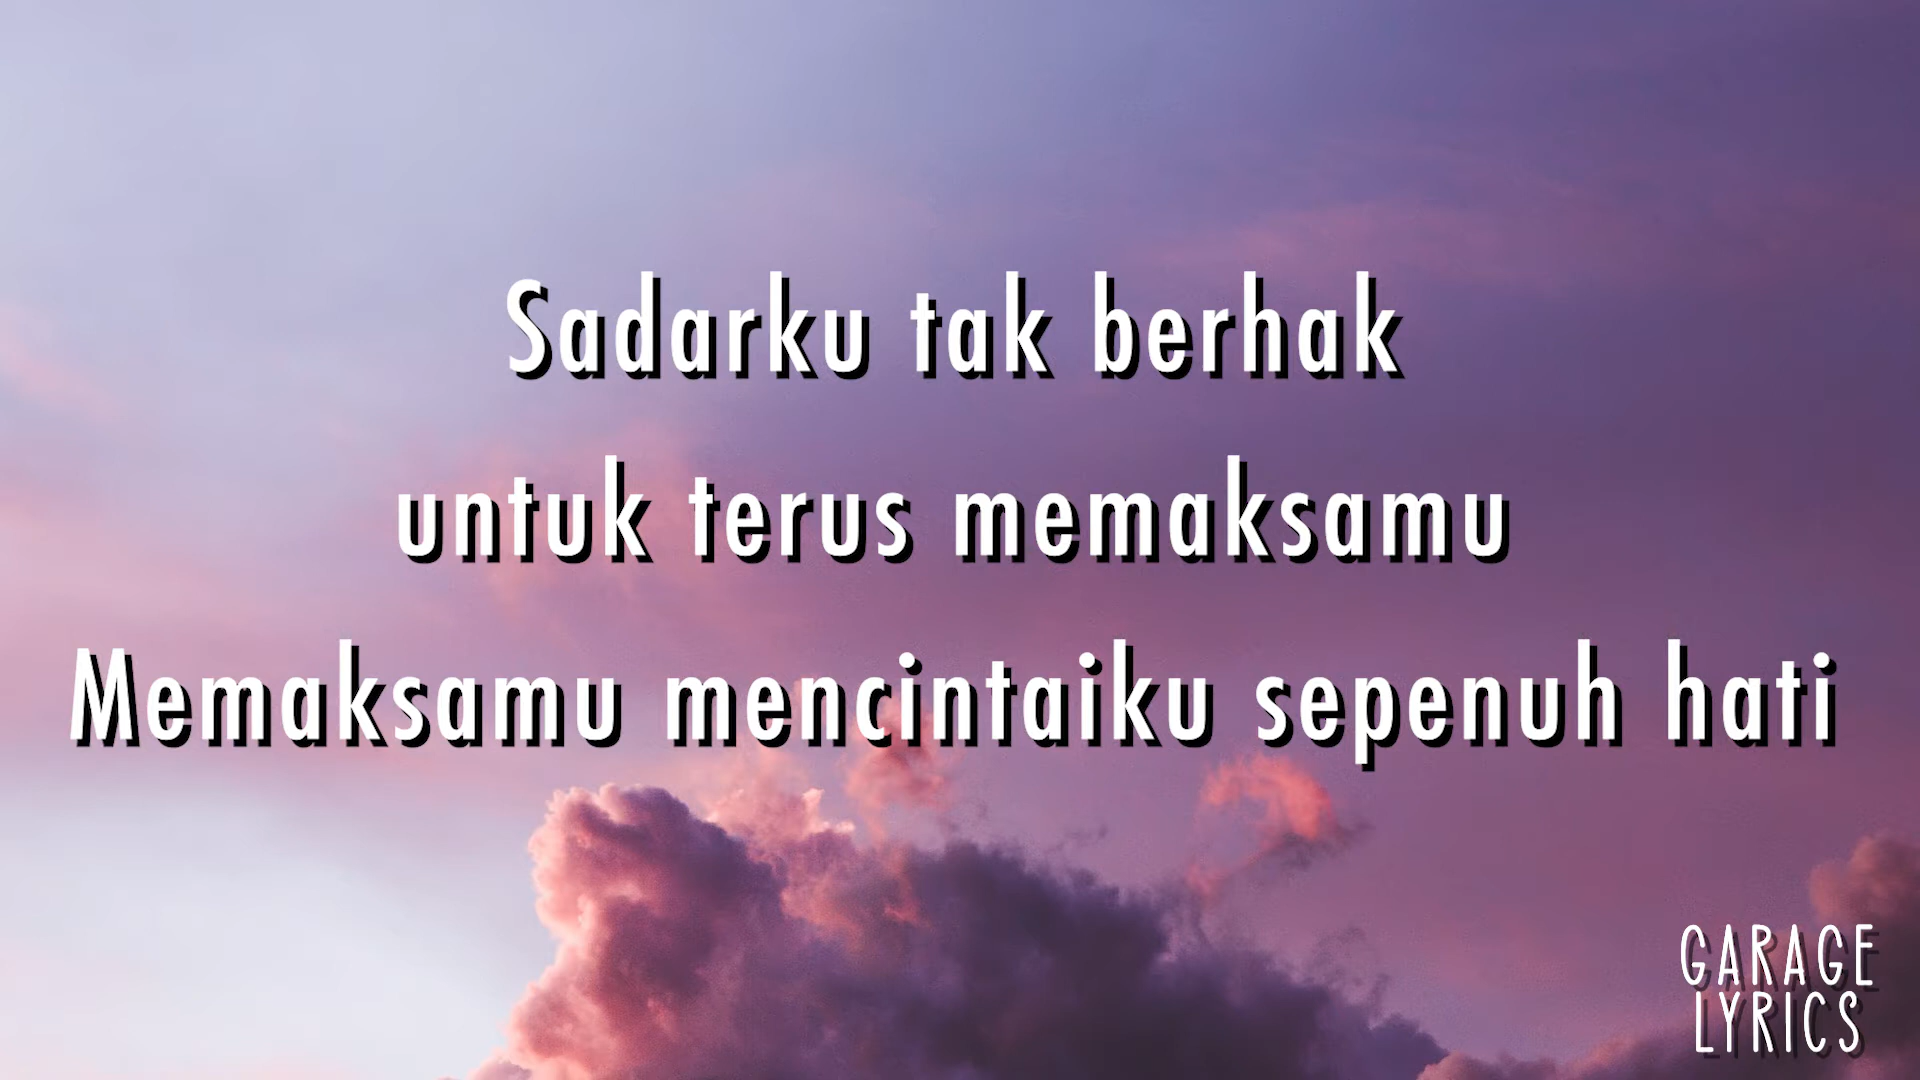 Sadarku tak berhak
untuk terus memaksamu
Memaksamu mencintaiku sepenuh hati
GARAGE
LYRICS